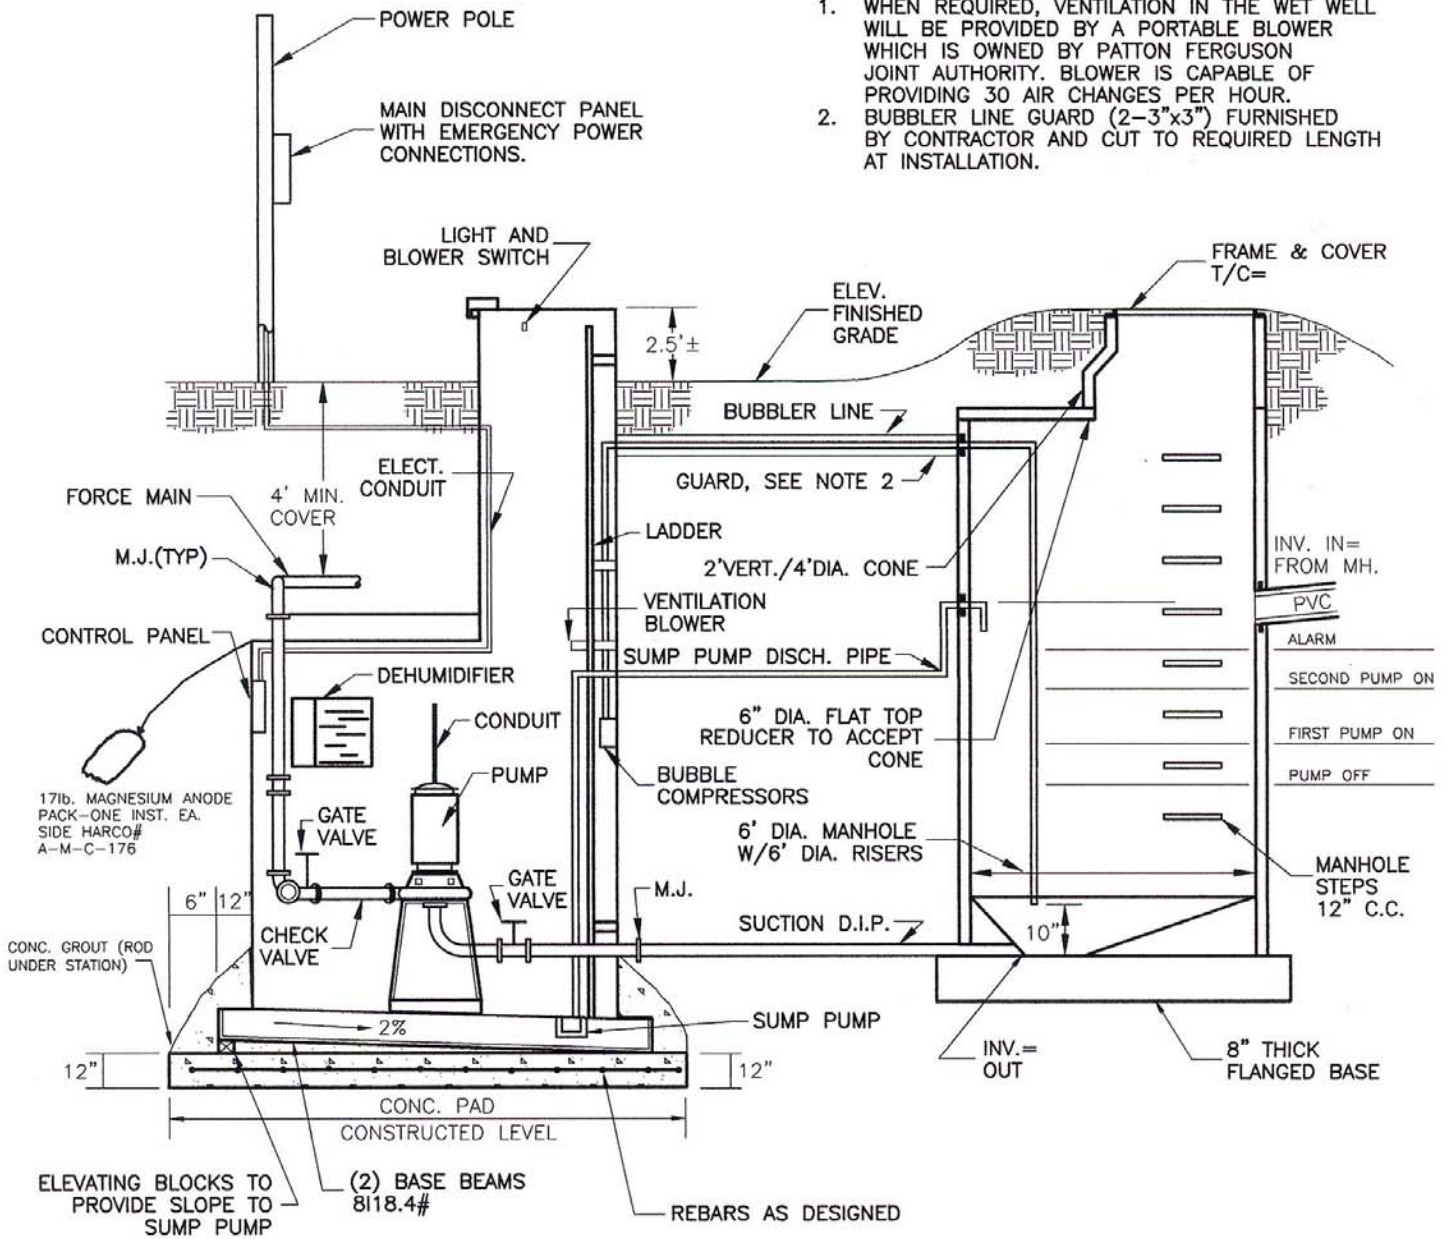 1. WHEN REQUIRED, VENTILATION IN THE WET WELL
WILL BE PROVIDED BY A PORTABLE BLOWER
WHICH IS OWNED BY PATTON FERGUSON
JOINT AUTHORITY. BLOWER IS CAPABLE OF
PROVIDING 30 AIR CHANGES PER HOUR.
2. BUBBLER LINE GUARD (2-3"x3") FURNISHED
BY CONTRACTOR AND CUT TO REQUIRED LENGTH
AT INSTALLATION.
POWER POLE
MAIN DISCONNECT PANEL
WITH EMERGENCY POWER
CONNECTIONS.
LIGHT AND
BLOWER SWITCH
2.5'±
ELEV.
FINISHED
GRADE
FRAME & COVER
T/C=
BUBBLER LINE
GUARD, SEE NOTE 2
ELECT.
CONDUIT
FORCE MAIN
4' MIN.
COVER
M.J.(TYP)
LADDER
2'VERT./4'DIA. CONE
INV. IN=
FROM MH.
PVC
VENTILATION
BLOWER
CONTROL PANEL
SUMP PUMP DISCH. PIPE
ALARM
SECOND PUMP ON
FIRST PUMP ON
PUMP OFF
DEHUMIDIFIER
CONDUIT
6" DIA. FLAT TOP
REDUCER TO ACCEPT
CONE
PUMP
BUBBLE
COMPRESSORS
17lb. MAGNESIUM ANODE
PACK-ONE INST. EA.
SIDE HARCO#
A-M-C-176
GATE
VALVE
6' DIA. MANHOLE
W/6' DIA. RISERS
MANHOLE
STEPS
12" C.C.
GATE
VALVE
M.J.
6"
12"
SUCTION D.I.P.
10"
CHECK
VALVE
CONC. GROUT (ROD
UNDER STATION)
2%
SUMP PUMP
INV.=
OUT
8" THICK
FLANGED BASE
12"
12"
CONC. PAD
CONSTRUCTED LEVEL
ELEVATING BLOCKS TO
PROVIDE SLOPE TO
SUMP PUMP
(2) BASE BEAMS
8I18.4#
REBARS AS DESIGNED